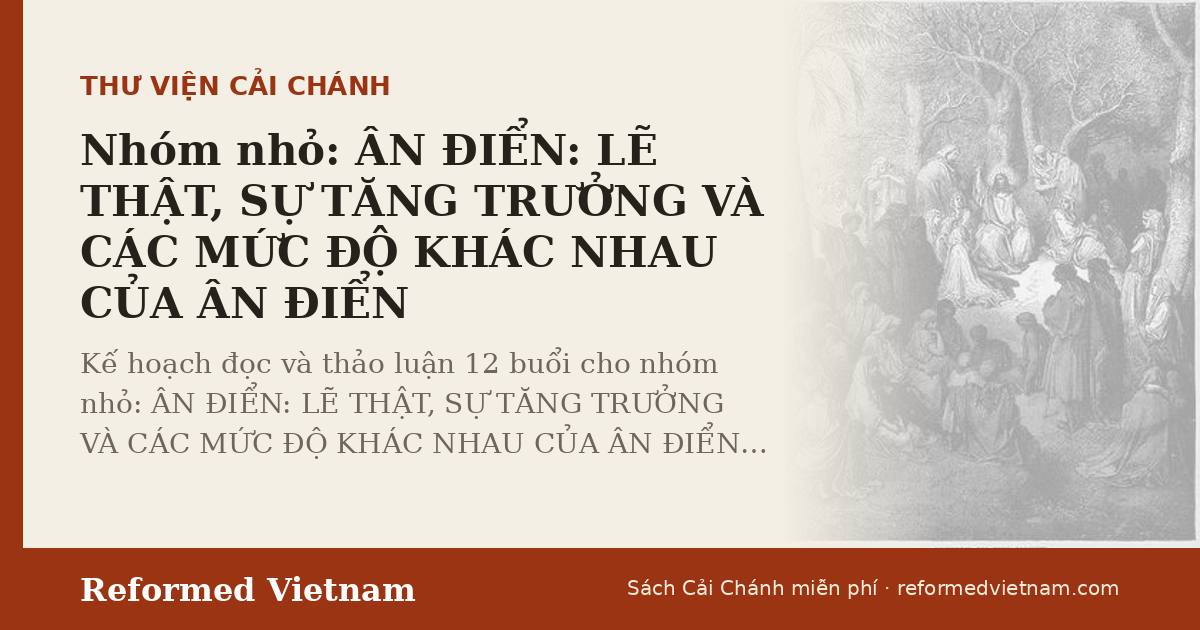 THƯ VIỆN CẢI CHÁNH
Nhóm nhỏ: ÂN ĐIỂN: LẼ
THẬT, SỰ TĂNG TRƯỞNG VÀ
CÁC MỨC ĐỘ KHÁC NHAU
CỦA ÂN ĐIỂN
Kế hoạch đọc và thảo luận 12 buổi cho nhóm
nhỏ: ÂN ĐIỂN: LẼ THẬT, SỰ TĂNG TRƯỞNG
VÀ CÁC MỨC ĐỘ KHÁC NHAU CỦA ÂN ĐIỂN...
Reformed Vietnam
Sách Cải Chánh miễn phí · reformedvietnam.com